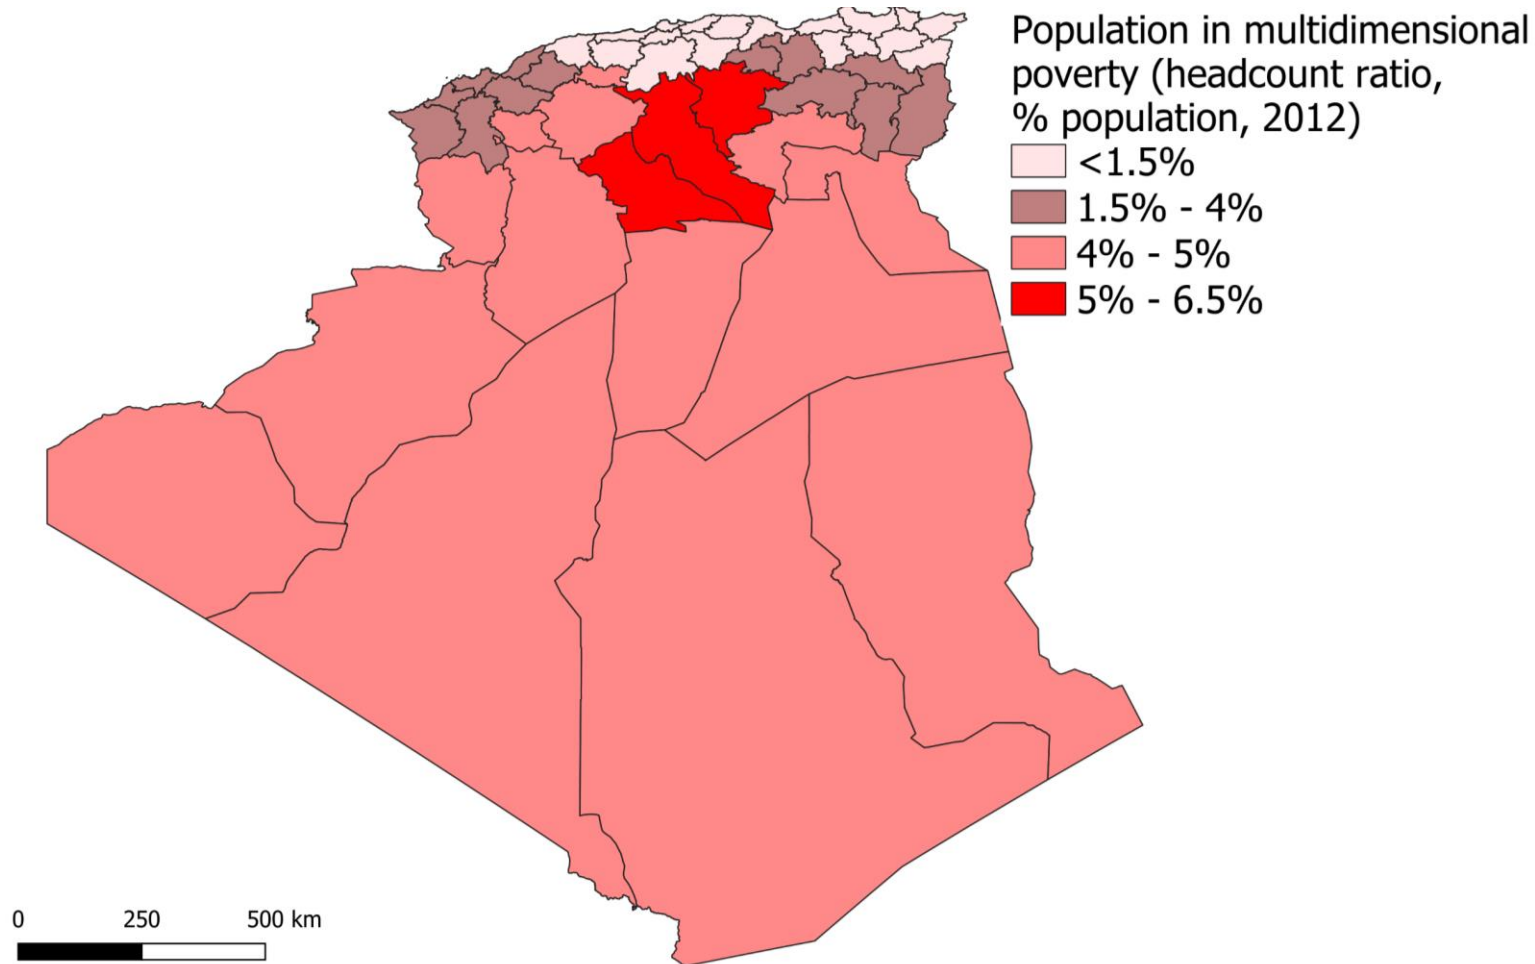 Population in multidimensional
poverty (headcount ratio,
% population, 2012)
<1.5%
1.5% - 4%
4% - 5%
5% - 6.5%
0 250 500 km